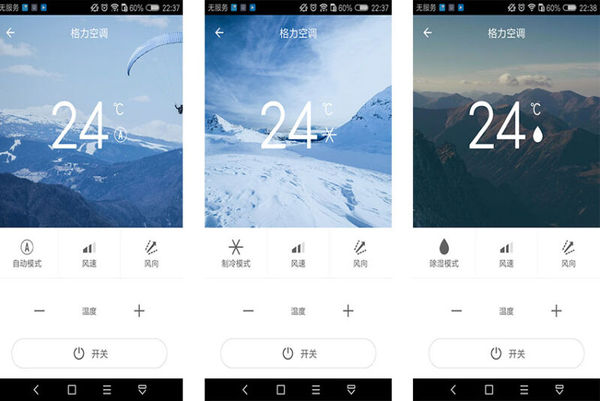 无服务 60% 22:37
格力空调
24℃
自动模式 风速 风向
温度
开关
无服务 60% 22:37
格力空调
24℃
制冷模式 风速 风向
温度
开关
无服务 60% 22:38
格力空调
24℃
除湿模式 风速 风向
温度
开关